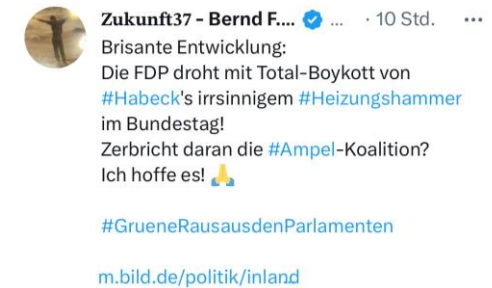 Zukunft37 - Bernd F.... ... · 10 Std. ...
Brisante Entwicklung:
Die FDP droht mit Total-Boykott von
#Habeck's irrsinnigem #Heizungshammer
im Bundestag!
Zerbricht daran die #Ampel-Koalition?
Ich hoffe es! 🙏
#GrueneRausausdenParlamenten
m.bild.de/politik/inland